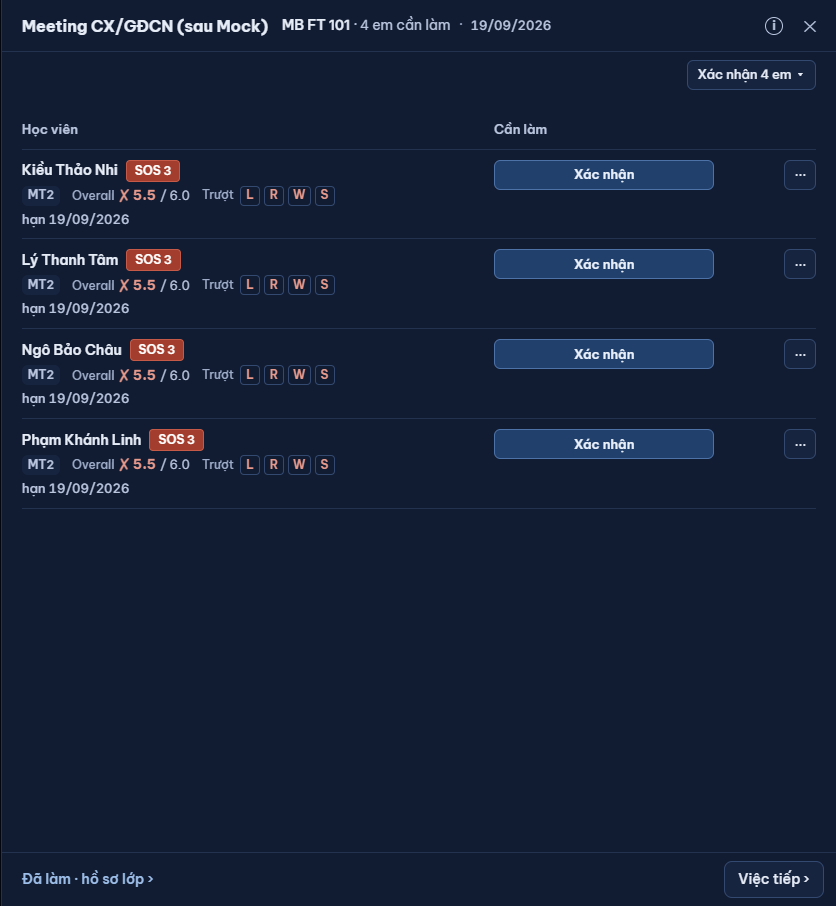 Meeting CX/GĐCN (sau Mock) MB FT 101 · 4 em cần làm · 19/09/2026
Xác nhận 4 em
Học viên Cần làm
Kiều Thảo Nhi SOS 3 Xác nhận ...
MT2 Overall ✗ 5.5 / 6.0 Trượt L R W S
hạn 19/09/2026
Lý Thanh Tâm SOS 3 Xác nhận ...
MT2 Overall ✗ 5.5 / 6.0 Trượt L R W S
hạn 19/09/2026
Ngô Bảo Châu SOS 3 Xác nhận ...
MT2 Overall ✗ 5.5 / 6.0 Trượt L R W S
hạn 19/09/2026
Phạm Khánh Linh SOS 3 Xác nhận ...
MT2 Overall ✗ 5.5 / 6.0 Trượt L R W S
hạn 19/09/2026
Đã làm · hồ sơ lớp › Việc tiếp ›